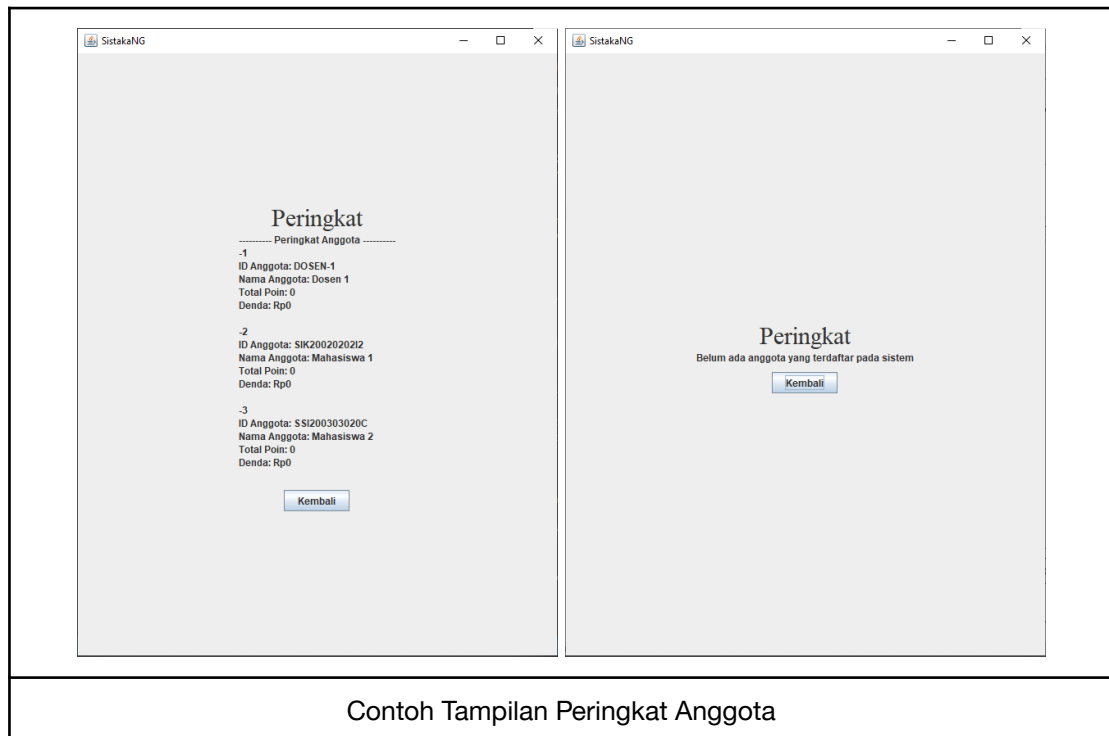 SistakaNG
Peringkat
---------- Peringkat Anggota ----------
-1
ID Anggota: DOSEN-1
Nama Anggota: Dosen 1
Total Poin: 0
Denda: Rp0
-2
ID Anggota: SIK20020202I2
Nama Anggota: Mahasiswa 1
Total Poin: 0
Denda: Rp0
-3
ID Anggota: SSI200303020C
Nama Anggota: Mahasiswa 2
Total Poin: 0
Denda: Rp0
Kembali
SistakaNG
Peringkat
Belum ada anggota yang terdaftar pada sistem
Kembali
Contoh Tampilan Peringkat Anggota